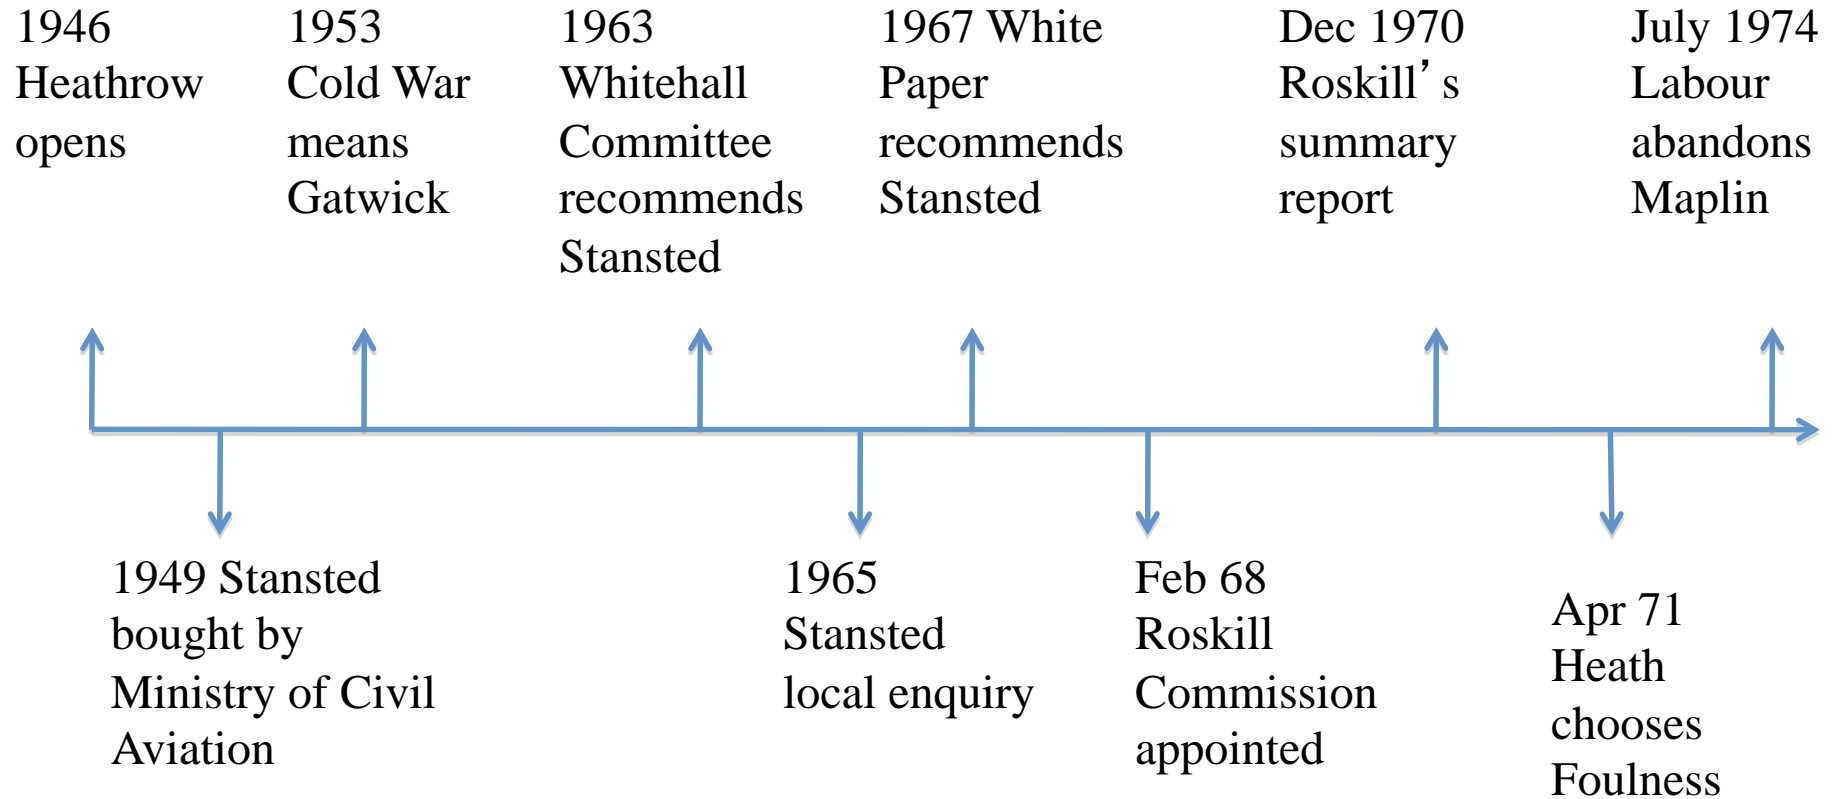 1946
Heathrow
opens
1953
Cold War
means
Gatwick
1963
Whitehall
Committee
recommends
Stansted
1967 White
Paper
recommends
Stansted
Dec 1970
Roskill’s
summary
report
July 1974
Labour
abandons
Maplin
1949 Stansted
bought by
Ministry of Civil
Aviation
1965
Stansted
local enquiry
Feb 68
Roskill
Commission
appointed
Apr 71
Heath
chooses
Foulness